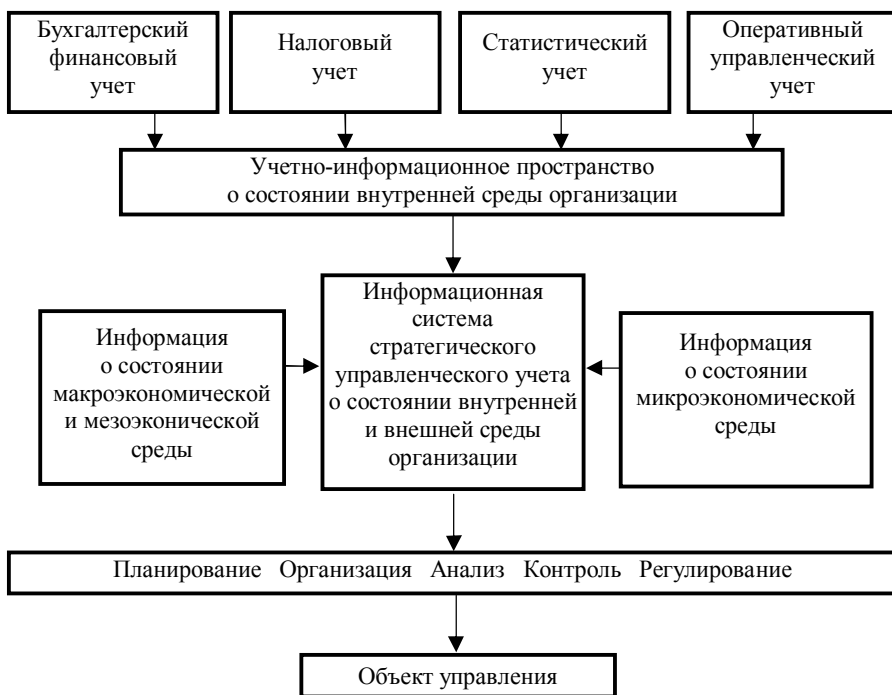 Бухгалтерский
финансовый
учет
Налоговый
учет
Статистический
учет
Оперативный
управленческий
учет
Учетно-информационное пространство
о состоянии внутренней среды организации
Информация
о состоянии
макроэкономической
и мезоэконической
среды
Информационная
система
стратегического
управленческого учета
о состоянии внутренней
и внешней среды
организации
Информация
о состоянии
микроэкономической
среды
Планирование Организация Анализ Контроль Регулирование
Объект управления